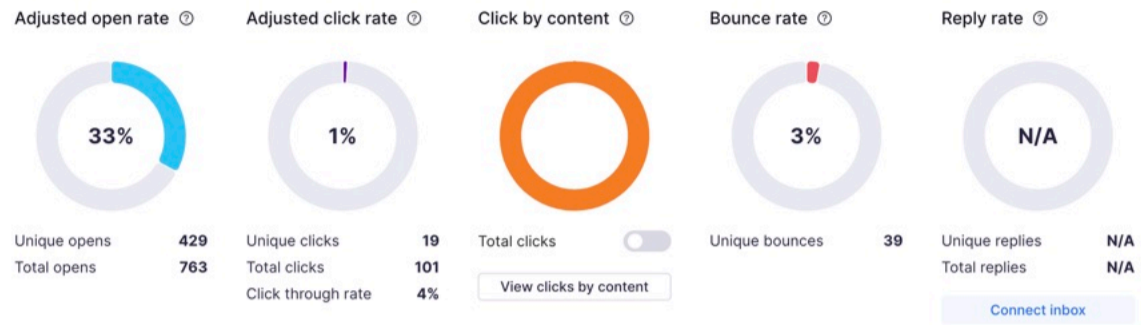 Adjusted open rate
33%
Unique opens 429
Total opens 763
Adjusted click rate
1%
Unique clicks 19
Total clicks 101
Click through rate 4%
Click by content
Total clicks
View clicks by content
Bounce rate
3%
Unique bounces 39
Reply rate
N/A
Unique replies N/A
Total replies N/A
Connect inbox